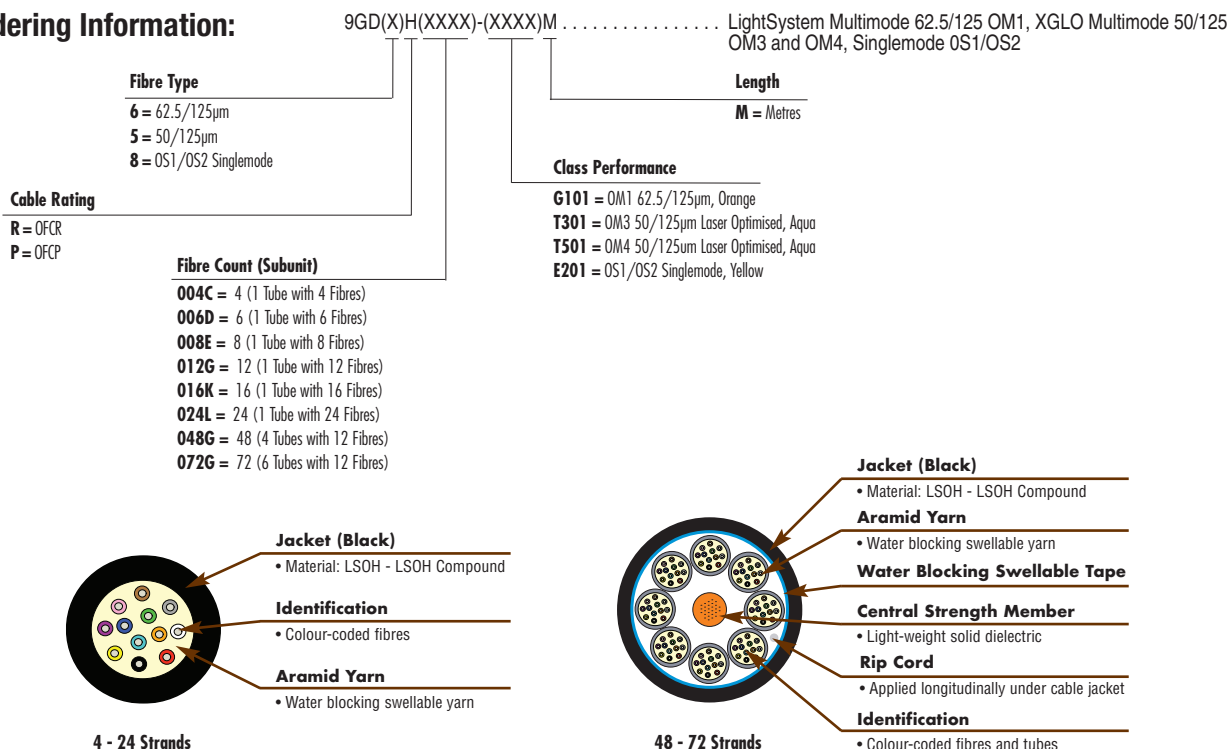 dering Information:
9GD(X)H(XXXX)-(XXXX)M . . . . . . . . . . . . . . . . LightSystem Multimode 62.5/125 OM1, XGLO Multimode 50/125
OM3 and OM4, Singlemode 0S1/OS2
Fibre Type
6 = 62.5/125µm
5 = 50/125µm
8 = OS1/OS2 Singlemode
Length
M = Metres
Cable Rating
R = OFCR
P = OFCP
Class Performance
G101 = OM1 62.5/125µm, Orange
T301 = OM3 50/125µm Laser Optimised, Aqua
T501 = OM4 50/125um Laser Optimised, Aqua
E201 = OS1/OS2 Singlemode, Yellow
Fibre Count (Subunit)
004C = 4 (1 Tube with 4 Fibres)
006D = 6 (1 Tube with 6 Fibres)
008E = 8 (1 Tube with 8 Fibres)
012G = 12 (1 Tube with 12 Fibres)
016K = 16 (1 Tube with 16 Fibres)
024L = 24 (1 Tube with 24 Fibres)
048G = 48 (4 Tubes with 12 Fibres)
072G = 72 (6 Tubes with 12 Fibres)
Jacket (Black)
• Material: LSOH - LSOH Compound
Identification
• Colour-coded fibres
Aramid Yarn
• Water blocking swellable yarn
4 - 24 Strands
Jacket (Black)
• Material: LSOH - LSOH Compound
Aramid Yarn
• Water blocking swellable yarn
Water Blocking Swellable Tape
Central Strength Member
• Light-weight solid dielectric
Rip Cord
• Applied longitudinally under cable jacket
Identification
• Colour-coded fibres and tubes
48 - 72 Strands